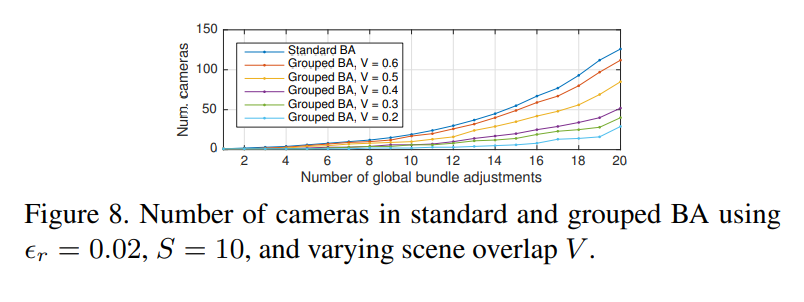 150
100
50
0
Num. cameras
Standard BA
Grouped BA, V = 0.6
Grouped BA, V = 0.5
Grouped BA, V = 0.4
Grouped BA, V = 0.3
Grouped BA, V = 0.2
2 4 6 8 10 12 14 16 18 20
Number of global bundle adjustments
Figure 8. Number of cameras in standard and grouped BA using
ϵr = 0.02, S = 10, and varying scene overlap V.